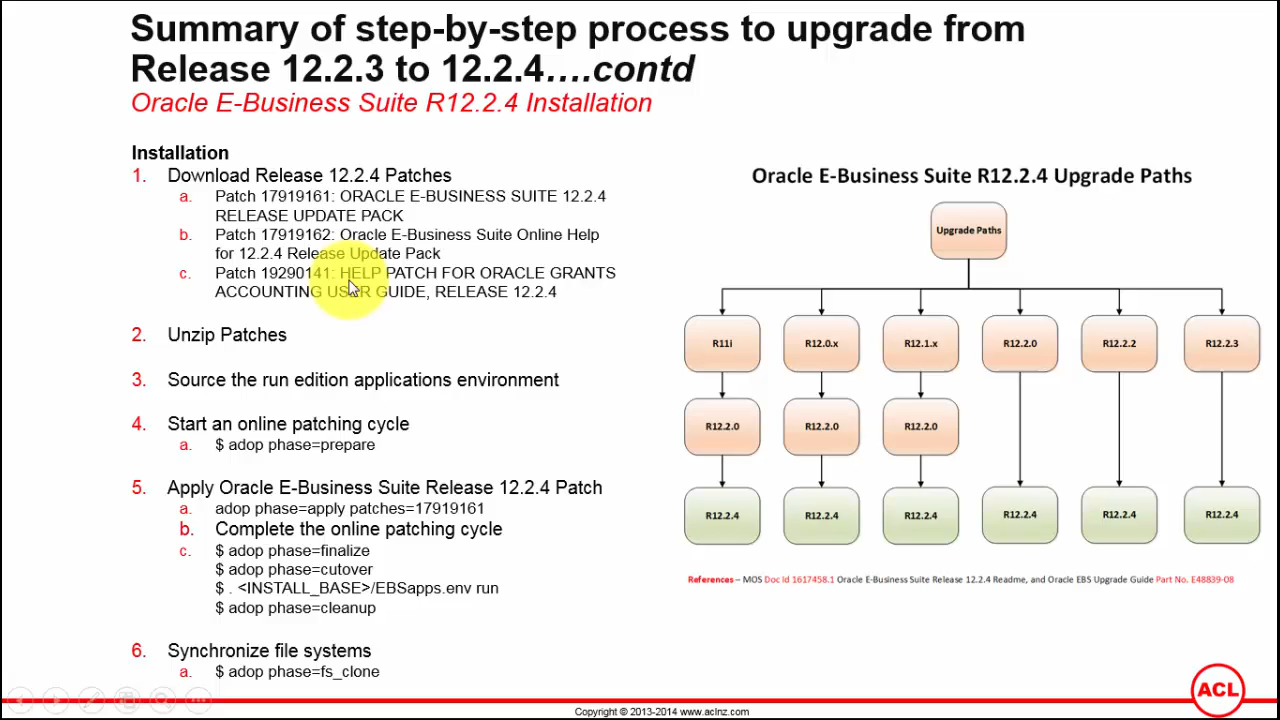 Summary of step-by-step process to upgrade from
Release 12.2.3 to 12.2.4....contd
Oracle E-Business Suite R12.2.4 Installation
Installation
1. Download Release 12.2.4 Patches
a. Patch 17919161: ORACLE E-BUSINESS SUITE 12.2.4
RELEASE UPDATE PACK
b. Patch 17919162: Oracle E-Business Suite Online Help
for 12.2.4 Release Update Pack
c. Patch 19290141: HELP PATCH FOR ORACLE GRANTS
ACCOUNTING USER GUIDE, RELEASE 12.2.4
2. Unzip Patches
3. Source the run edition applications environment
4. Start an online patching cycle
a. $ adop phase=prepare
5. Apply Oracle E-Business Suite Release 12.2.4 Patch
a. adop phase=apply patches=17919161
b. Complete the online patching cycle
c. $ adop phase=finalize
$ adop phase=cutover
$ . <INSTALL_BASE>/EBSapps.env run
$ adop phase=cleanup
6. Synchronize file systems
a. $ adop phase=fs_clone
Oracle E-Business Suite R12.2.4 Upgrade Paths
Upgrade Paths
R11i R12.0.x R12.1.x R12.2.0 R12.2.2 R12.2.3
R12.2.0 R12.2.0 R12.2.0
R12.2.4 R12.2.4 R12.2.4 R12.2.4 R12.2.4 R12.2.4
References – MOS Doc Id 1617458.1 Oracle E-Business Suite Release 12.2.4 Readme, and Oracle EBS Upgrade Guide Part No. E48839-08
ACL
Copyright © 2013-2014 www.aclnz.com